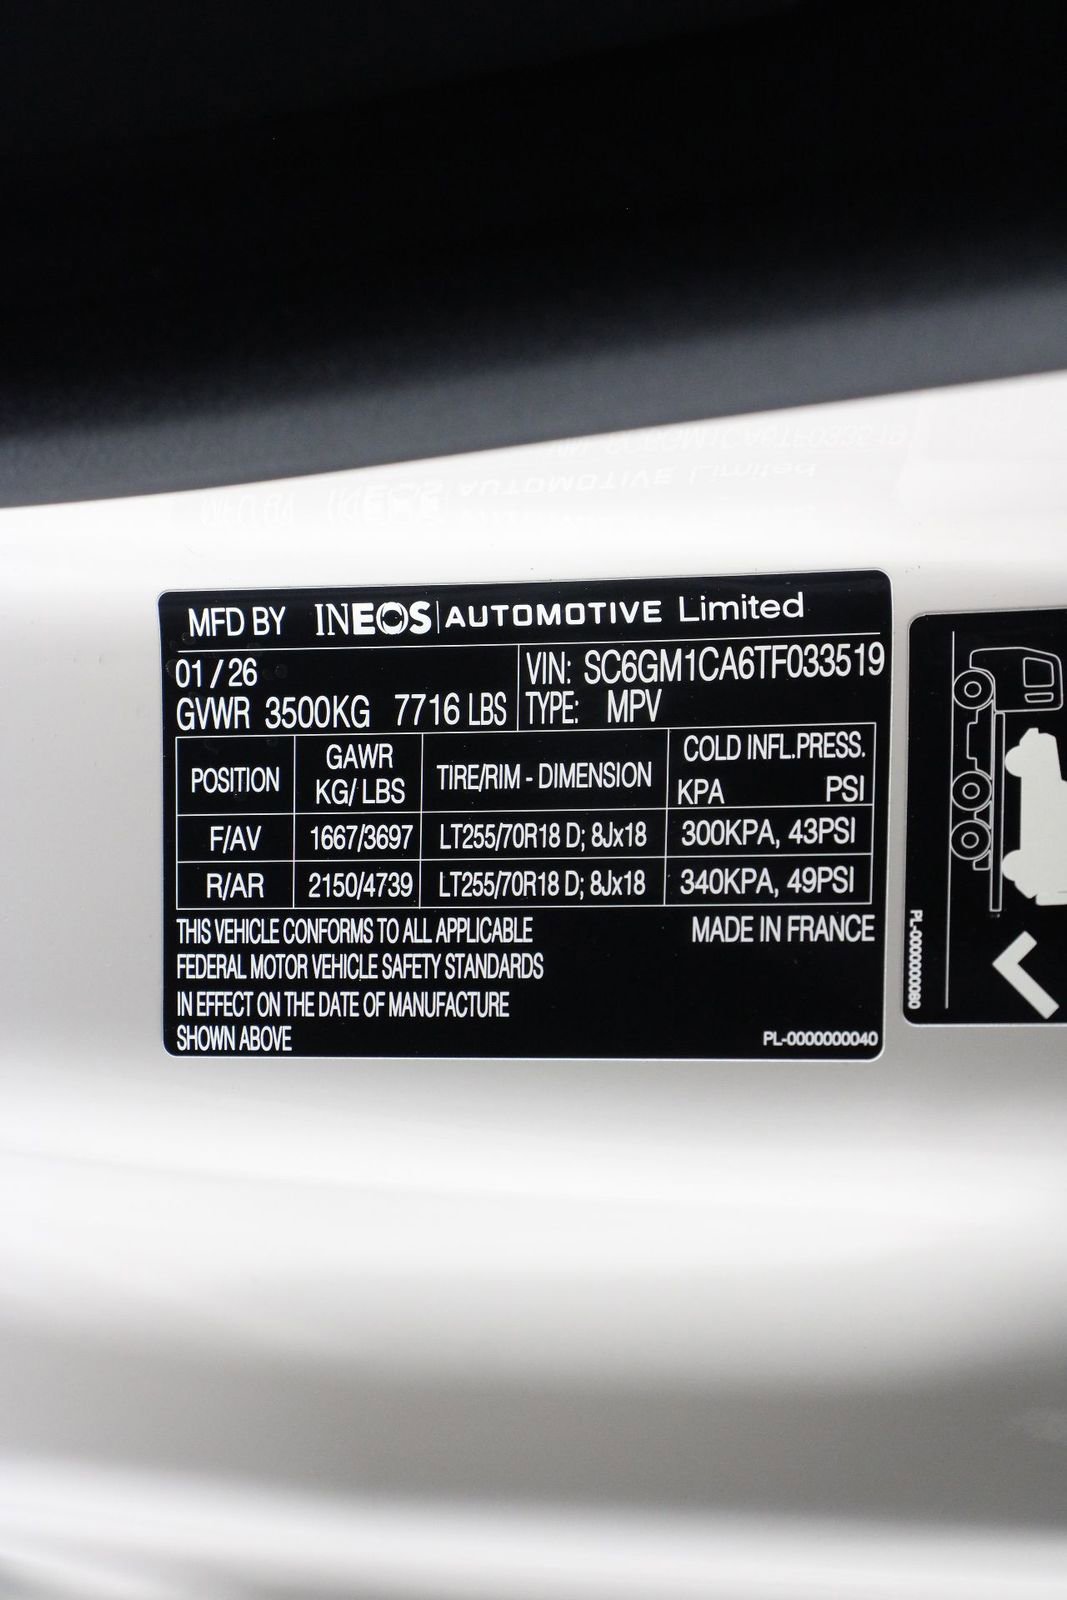 MFD BY INEOS AUTOMOTIVE Limited
01 / 26
GVWR 3500KG 7716 LBS
VIN: SC6GM1CA6TF033519
TYPE: MPV
POSITION GAWR KG/ LBS TIRE/RIM - DIMENSION COLD INFL.PRESS. KPA PSI
F/AV 1667/3697 LT255/70R18 D; 8Jx18 300KPA, 43PSI
R/AR 2150/4739 LT255/70R18 D; 8Jx18 340KPA, 49PSI
THIS VEHICLE CONFORMS TO ALL APPLICABLE
FEDERAL MOTOR VEHICLE SAFETY STANDARDS
IN EFFECT ON THE DATE OF MANUFACTURE
SHOWN ABOVE
MADE IN FRANCE
PL-0000000040
PL-0000000080